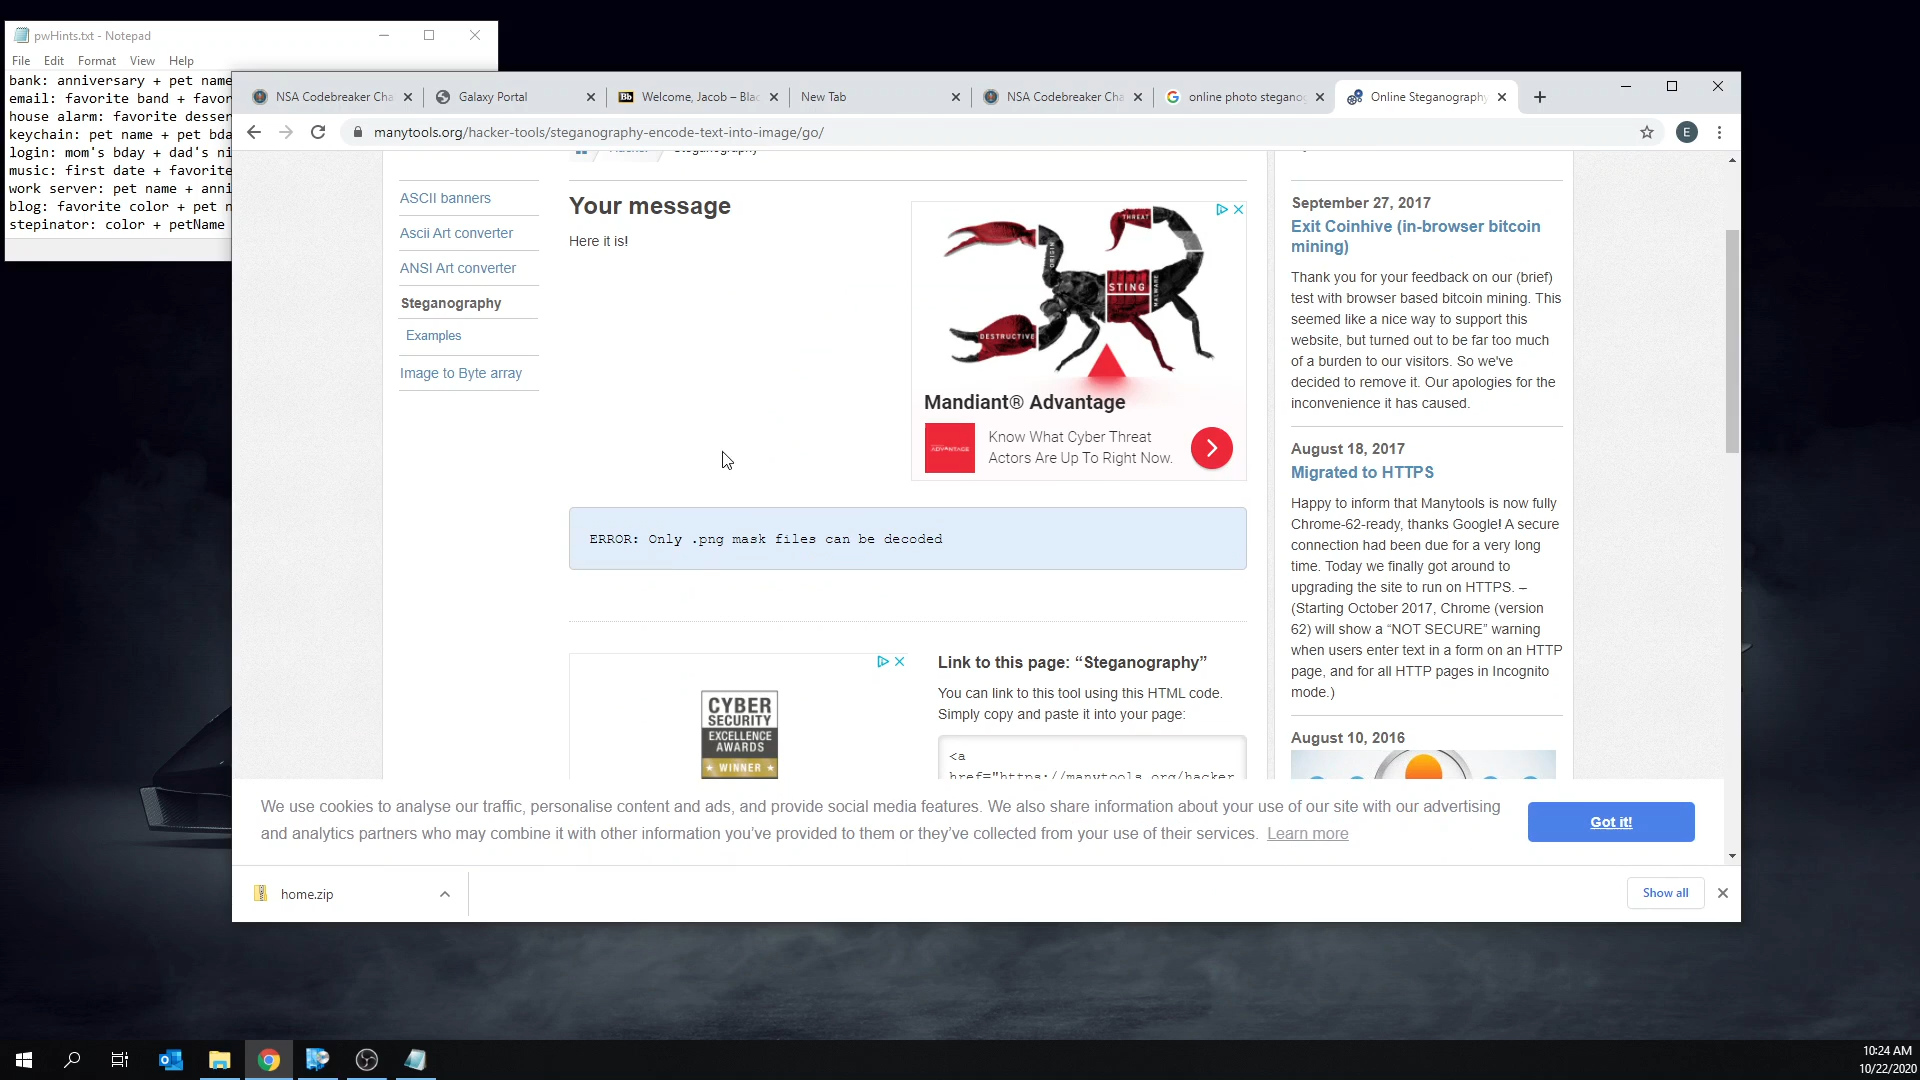 pwHints.txt - Notepad
File Edit Format View Help
bank: anniversary + pet name
email: favorite band + favor
house alarm: favorite desser
keychain: pet name + pet bda
login: mom's bday + dad's ni
music: first date + favorite
work server: pet name + anni
blog: favorite color + pet n
stepinator: color + petName
NSA Codebreaker Cha
Galaxy Portal
Bb Welcome, Jacob – Blac
New Tab
NSA Codebreaker Cha
online photo steganog
Online Steganography
manytools.org/hacker-tools/steganography-encode-text-into-image/go/
E
Hacker Steganography
ASCII banners
Ascii Art converter
ANSI Art converter
Steganography
Examples
Image to Byte array
Your message
Here it is!
THREAT
ORIGIN
STING
MALWARE
DESTRUCTIVE
Mandiant® Advantage
ADVANTAGE
Know What Cyber Threat
Actors Are Up To Right Now.
ERROR: Only .png mask files can be decoded
CYBER
SECURITY
EXCELLENCE
AWARDS
WINNER
Link to this page: “Steganography”
You can link to this tool using this HTML code.
Simply copy and paste it into your page:
<a
href="https://manytools.org/hacker
September 27, 2017
Exit Coinhive (in-browser bitcoin
mining)
Thank you for your feedback on our (brief)
test with browser based bitcoin mining. This
seemed like a nice way to support this
website, but turned out to be far too much
of a burden to our visitors. So we've
decided to remove it. Our apologies for the
inconvenience it has caused.
August 18, 2017
Migrated to HTTPS
Happy to inform that Manytools is now fully
Chrome-62-ready, thanks Google! A secure
connection had been due for a very long
time. Today we finally got around to
upgrading the site to run on HTTPS. –
(Starting October 2017, Chrome (version
62) will show a “NOT SECURE” warning
when users enter text in a form on an HTTP
page, and for all HTTP pages in Incognito
mode.)
August 10, 2016
We use cookies to analyse our traffic, personalise content and ads, and provide social media features. We also share information about your use of our site with our advertising
and analytics partners who may combine it with other information you’ve provided to them or they’ve collected from your use of their services. Learn more
Got it!
home.zip
Show all
10:24 AM
10/22/2020